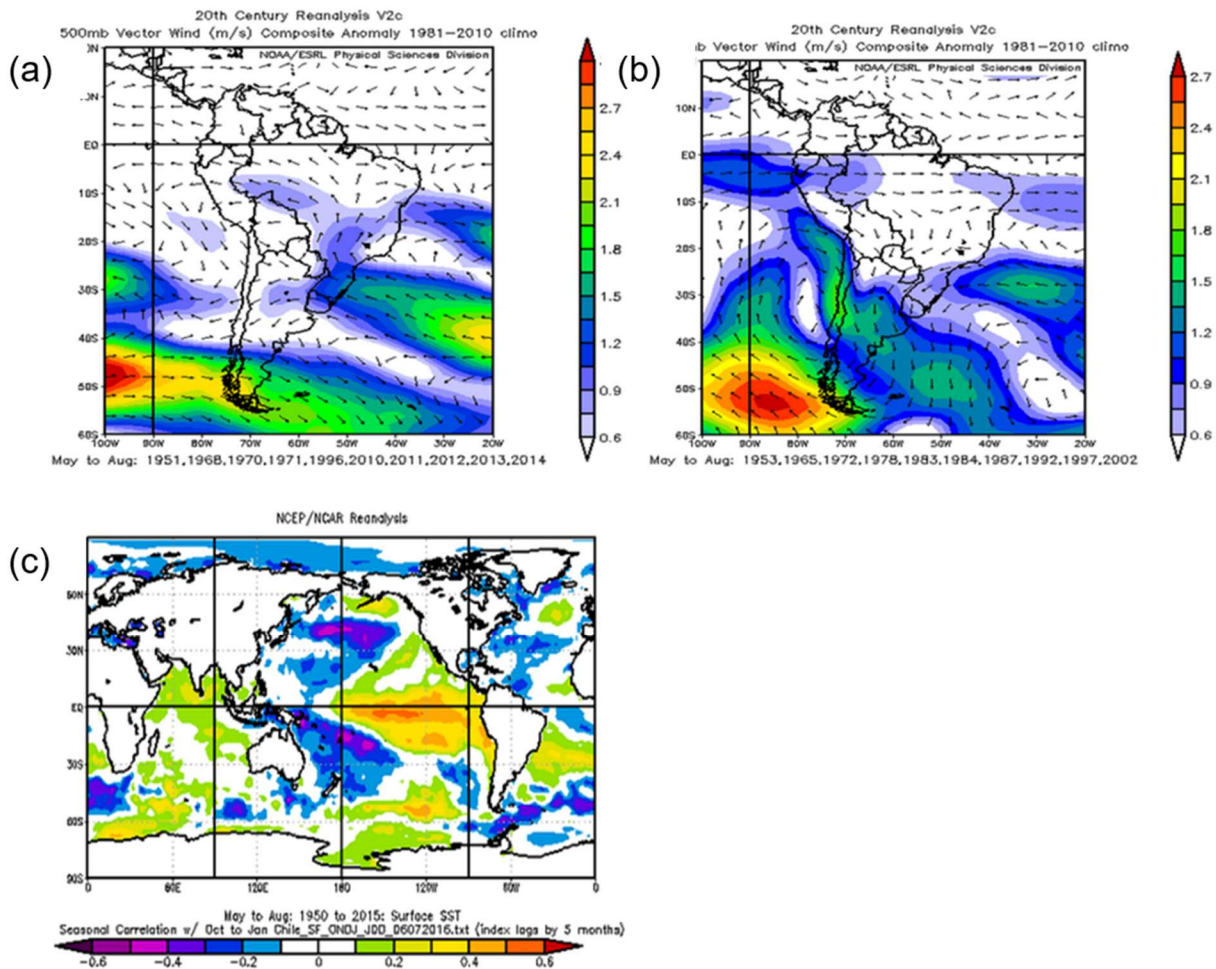 20th Century Reanalysis V2c
500mb Vector Wind (m/s) Composite Anomaly 1981-2010 climo
(a)
NOAA/ESRL Physical Sciences Division
EQ
10S
20S
30S
40S
50S
60S
100W 90W 80W 70W 60W 50W 40W 30W 20W
2.7
2.4
2.1
1.8
1.5
1.2
0.9
0.6
May to Aug: 1951,1968,1970,1971,1996,2010,2011,2012,2013,2014
20th Century Reanalysis V2c
b Vector Wind (m/s) Composite Anomaly 1981-2010 climo
(b)
NOAA/ESRL Physical Sciences Division
10N
EQ
10S
20S
30S
40S
50S
60S
100W 90W 80W 70W 60W 50W 40W 30W 20W
2.7
2.4
2.1
1.8
1.5
1.2
0.9
0.6
May to Aug: 1953,1965,1972,1978,1983,1984,1987,1992,1997,2002
NCEP/NCAR Reanalysis
(c)
30N
EQ
30S
60S
90S
0 60E 120E 180 120W 60W 0
May to Aug: 1950 to 2015: Surface SST
Seasonal Correlation w/ Oct to Jan Chile_SF_ONDJ_JDD_06072016.txt (index lags by 5 months)
-0.6 -0.4 -0.2 0 0.2 0.4 0.6